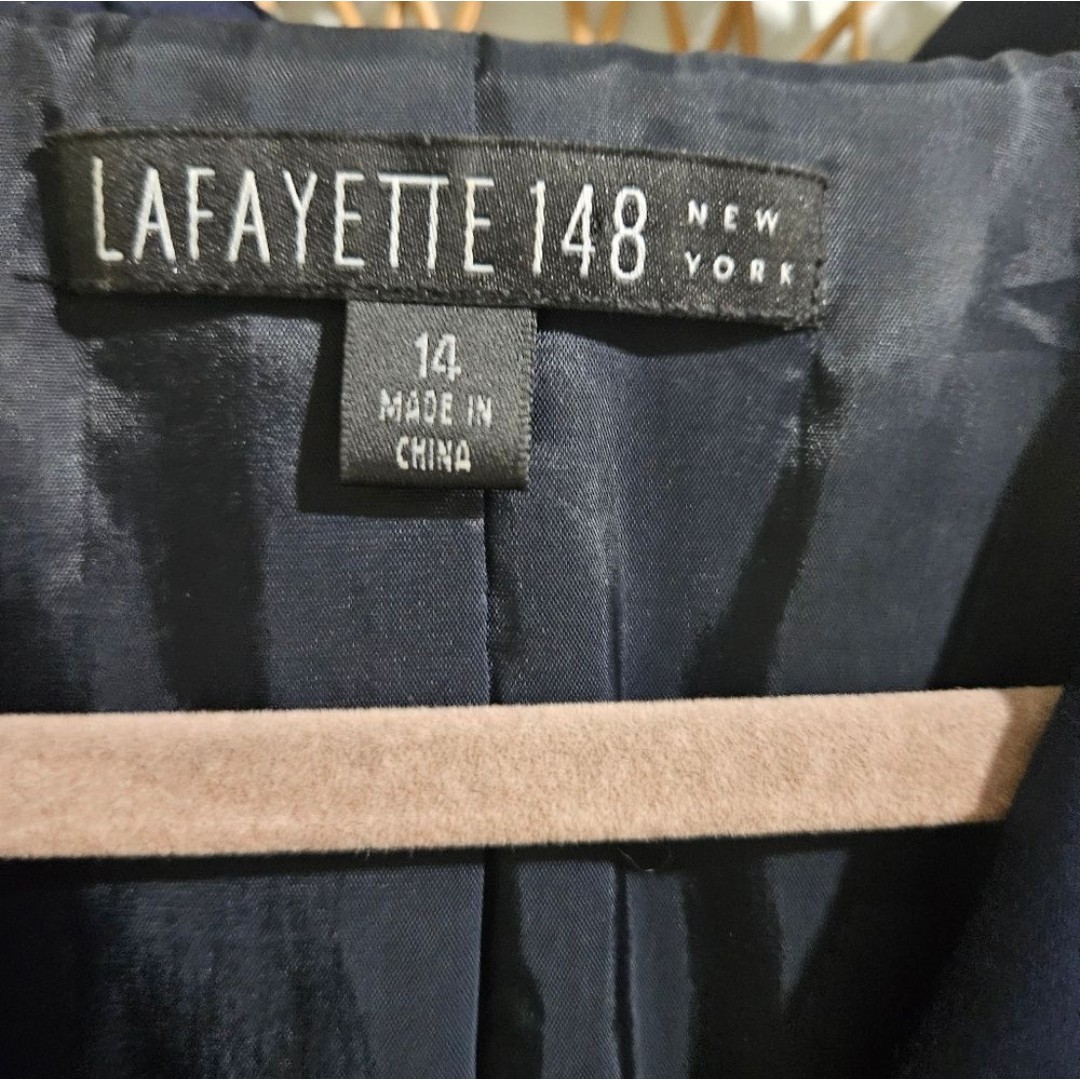 LAFAYETTE 148 NEW YORK
14
MADE IN
CHINA